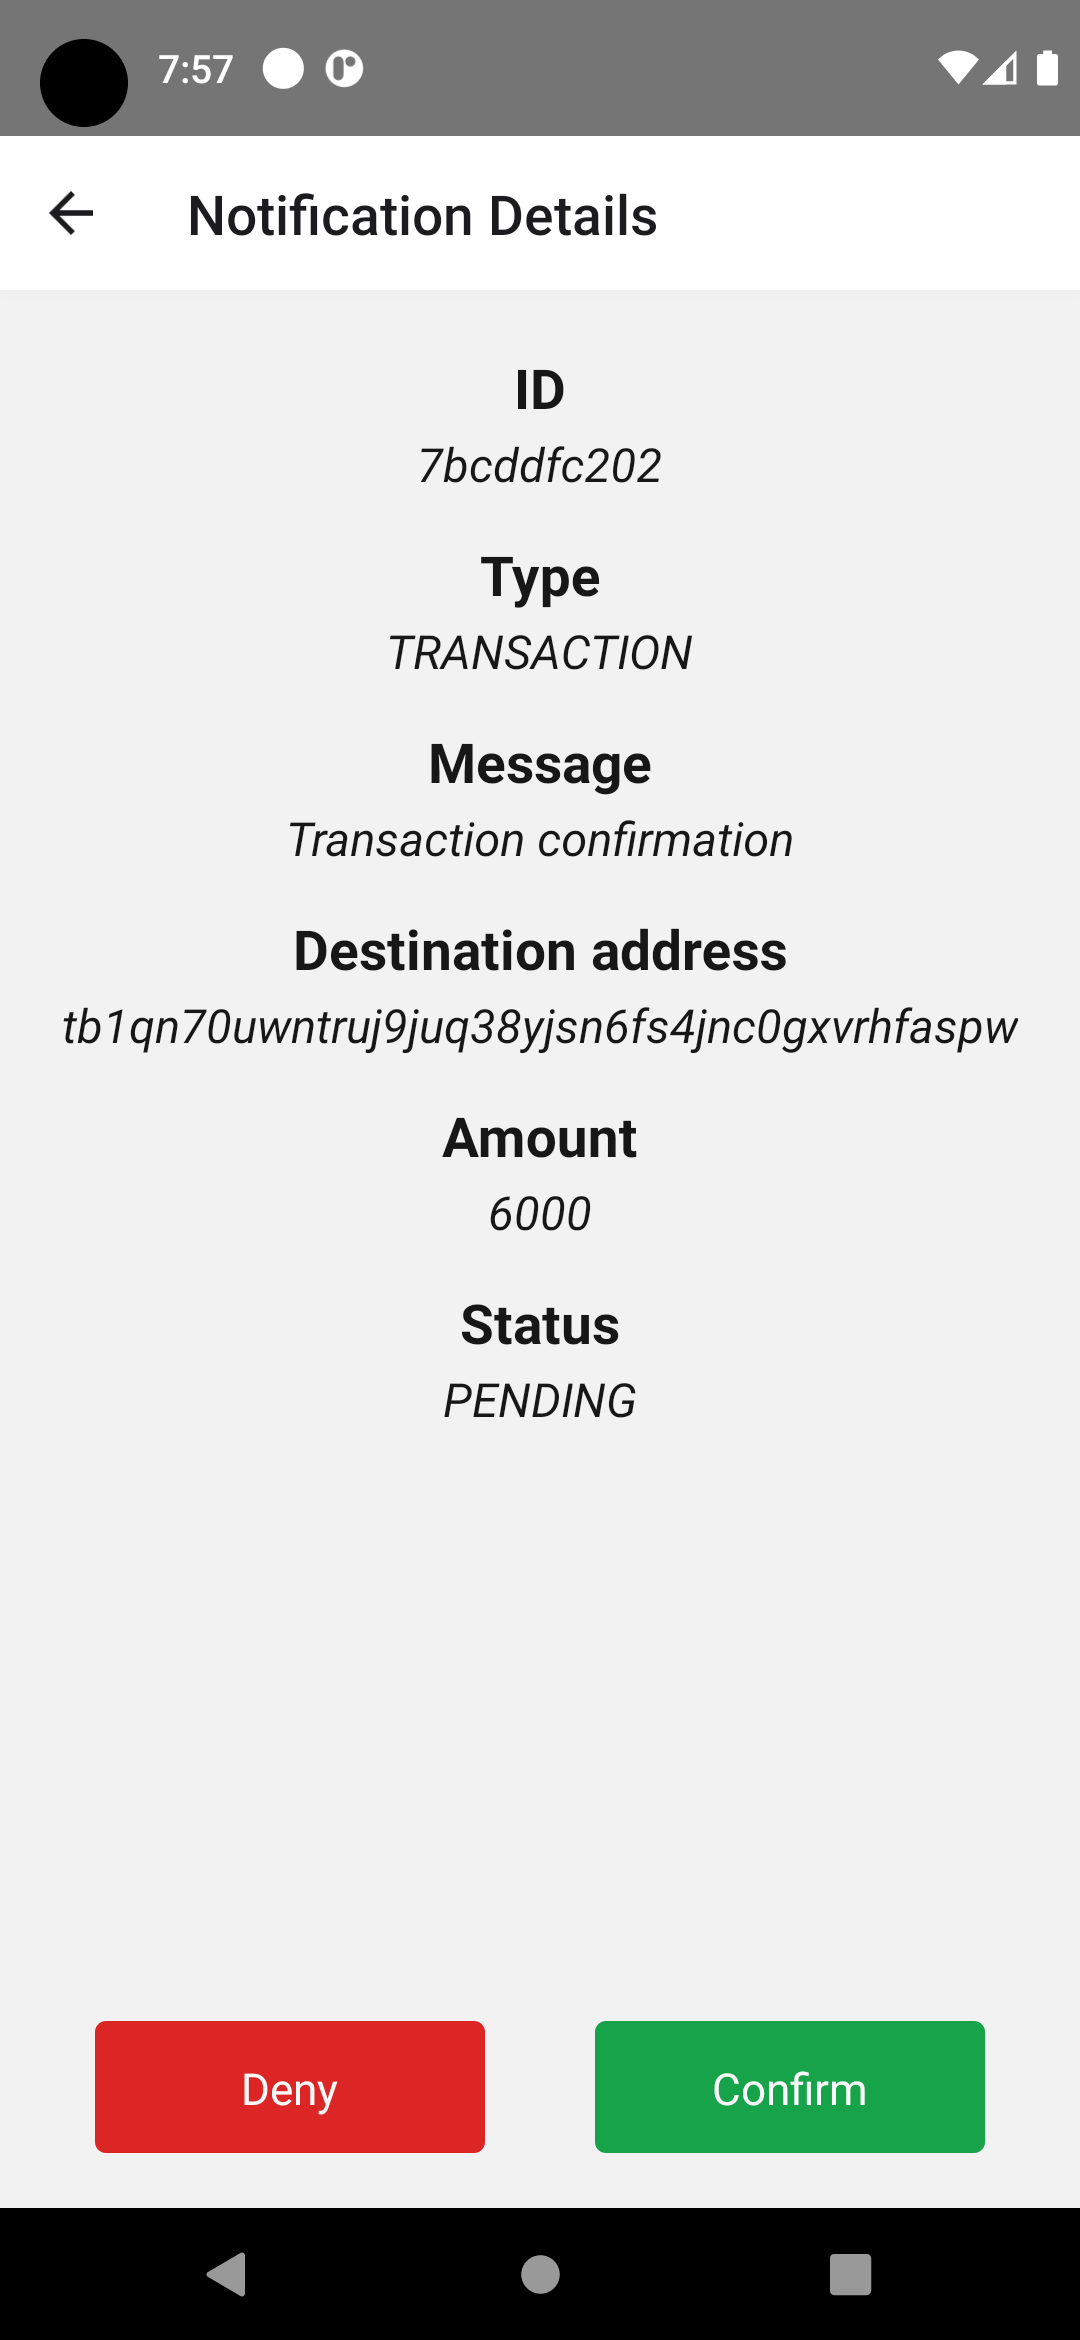 7:57
Notification Details
ID
7bcddfc202
Type
TRANSACTION
Message
Transaction confirmation
Destination address
tb1qn70uwntruj9juq38yjsn6fs4jnc0gxvrhfaspw
Amount
6000
Status
PENDING
Deny
Confirm